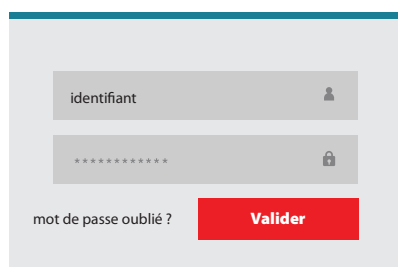 identifiant
************
mot de passe oublié ?
Valider